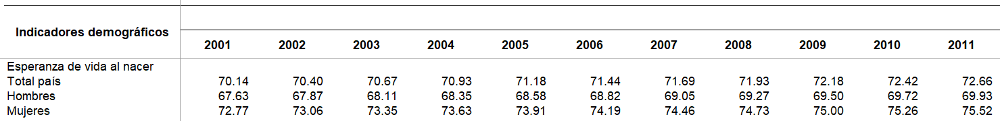 Indicadores demográficos
2001 2002 2003 2004 2005 2006 2007 2008 2009 2010 2011
Esperanza de vida al nacer
Total país 70.14 70.40 70.67 70.93 71.18 71.44 71.69 71.93 72.18 72.42 72.66
Hombres 67.63 67.87 68.11 68.35 68.58 68.82 69.05 69.27 69.50 69.72 69.93
Mujeres 72.77 73.06 73.35 73.63 73.91 74.19 74.46 74.73 75.00 75.26 75.52